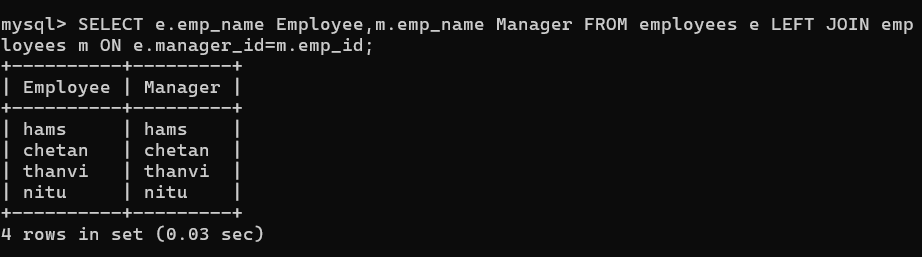 mysql> SELECT e.emp_name Employee,m.emp_name Manager FROM employees e LEFT JOIN emp
loyees m ON e.manager_id=m.emp_id;
+----------+---------+
| Employee | Manager |
+----------+---------+
| hams     | hams    |
| chetan   | chetan  |
| thanvi   | thanvi  |
| nitu     | nitu    |
+----------+---------+
4 rows in set (0.03 sec)